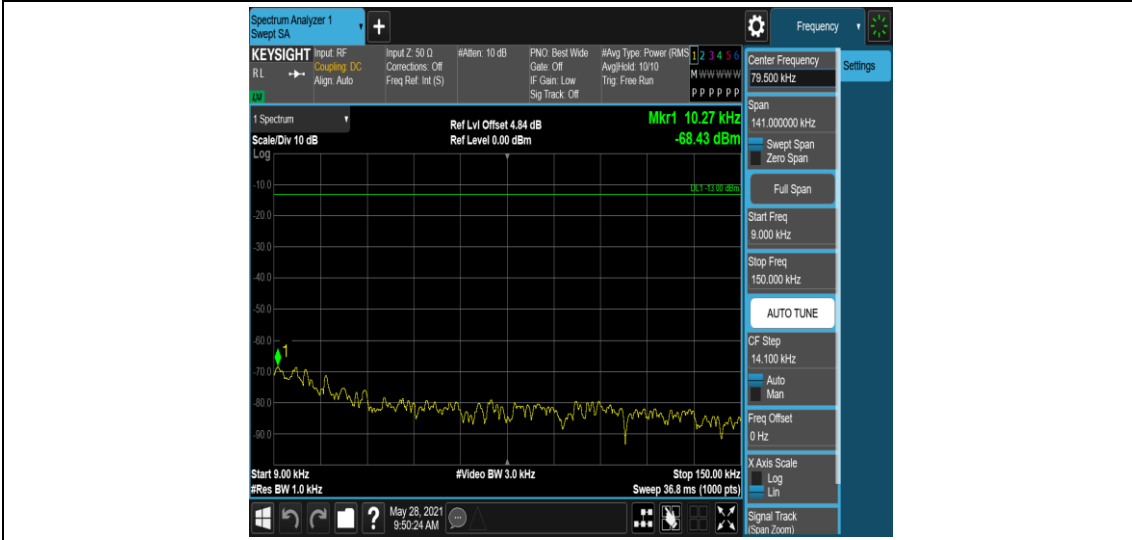 Spectrum Analyzer 1
Swept SA
+
Frequency
KEYSIGHT
RL
Input: RF
Coupling: DC
Align: Auto
Input Z: 50 Ω
Corrections: Off
Freq Ref: Int (S)
#Atten: 10 dB
PNO: Best Wide
Gate: Off
IF Gain: Low
Sig Track: Off
#Avg Type: Power (RMS
Avg|Hold: 10/10
Trig: Free Run
1 2 3 4 5 6
M W W W W W
P P P P P P
1 Spectrum
Scale/Div 10 dB
Log
Ref Lvl Offset 4.84 dB
Ref Level 0.00 dBm
Mkr1 10.27 kHz
-68.43 dBm
DL1 -13.00 dBm
-10.0
-20.0
-30.0
-40.0
-50.0
-60.0
1
-70.0
-80.0
-90.0
Start 9.00 kHz
#Res BW 1.0 kHz
#Video BW 3.0 kHz
Stop 150.00 kHz
Sweep 36.8 ms (1000 pts)
?
May 28, 2021
9:50:24 AM
Center Frequency
79.500 kHz
Settings
Span
141.000000 kHz
Swept Span
Zero Span
Full Span
Start Freq
9.000 kHz
Stop Freq
150.000 kHz
AUTO TUNE
CF Step
14.100 kHz
Auto
Man
Freq Offset
0 Hz
X Axis Scale
Log
Lin
Signal Track
(Span Zoom)